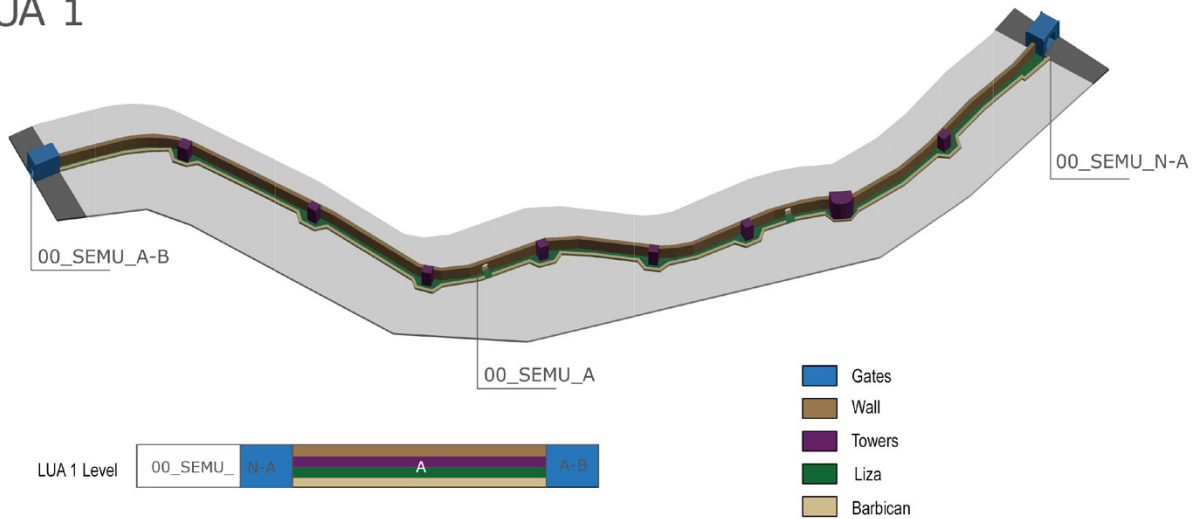 UA 1
00_SEMU_N-A
00_SEMU_A-B
00_SEMU_A
Gates
Wall
Towers
Liza
Barbican
LUA 1 Level 00_SEMU_ N-A A A-B